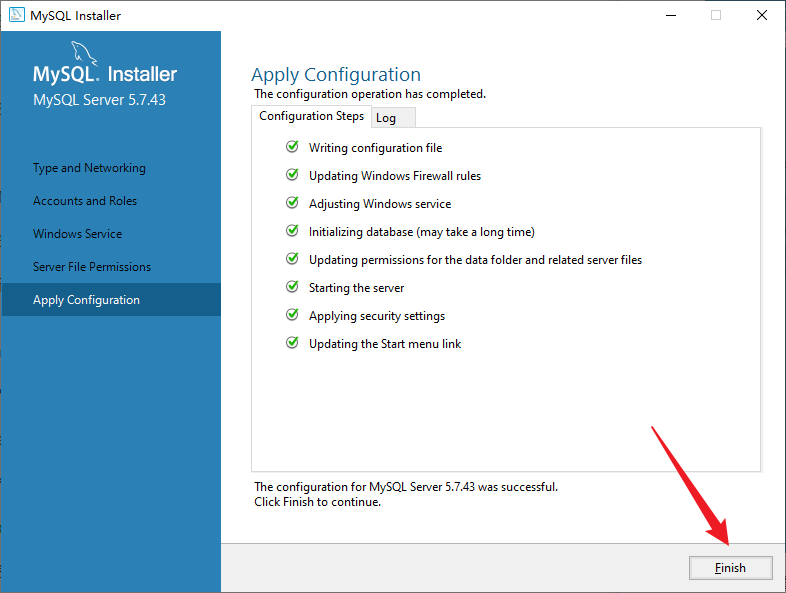 MySQL Installer
MySQL. Installer
MySQL Server 5.7.43
Type and Networking
Accounts and Roles
Windows Service
Server File Permissions
Apply Configuration
Apply Configuration
The configuration operation has completed.
Configuration Steps Log
Writing configuration file
Updating Windows Firewall rules
Adjusting Windows service
Initializing database (may take a long time)
Updating permissions for the data folder and related server files
Starting the server
Applying security settings
Updating the Start menu link
The configuration for MySQL Server 5.7.43 was successful.
Click Finish to continue.
Finish